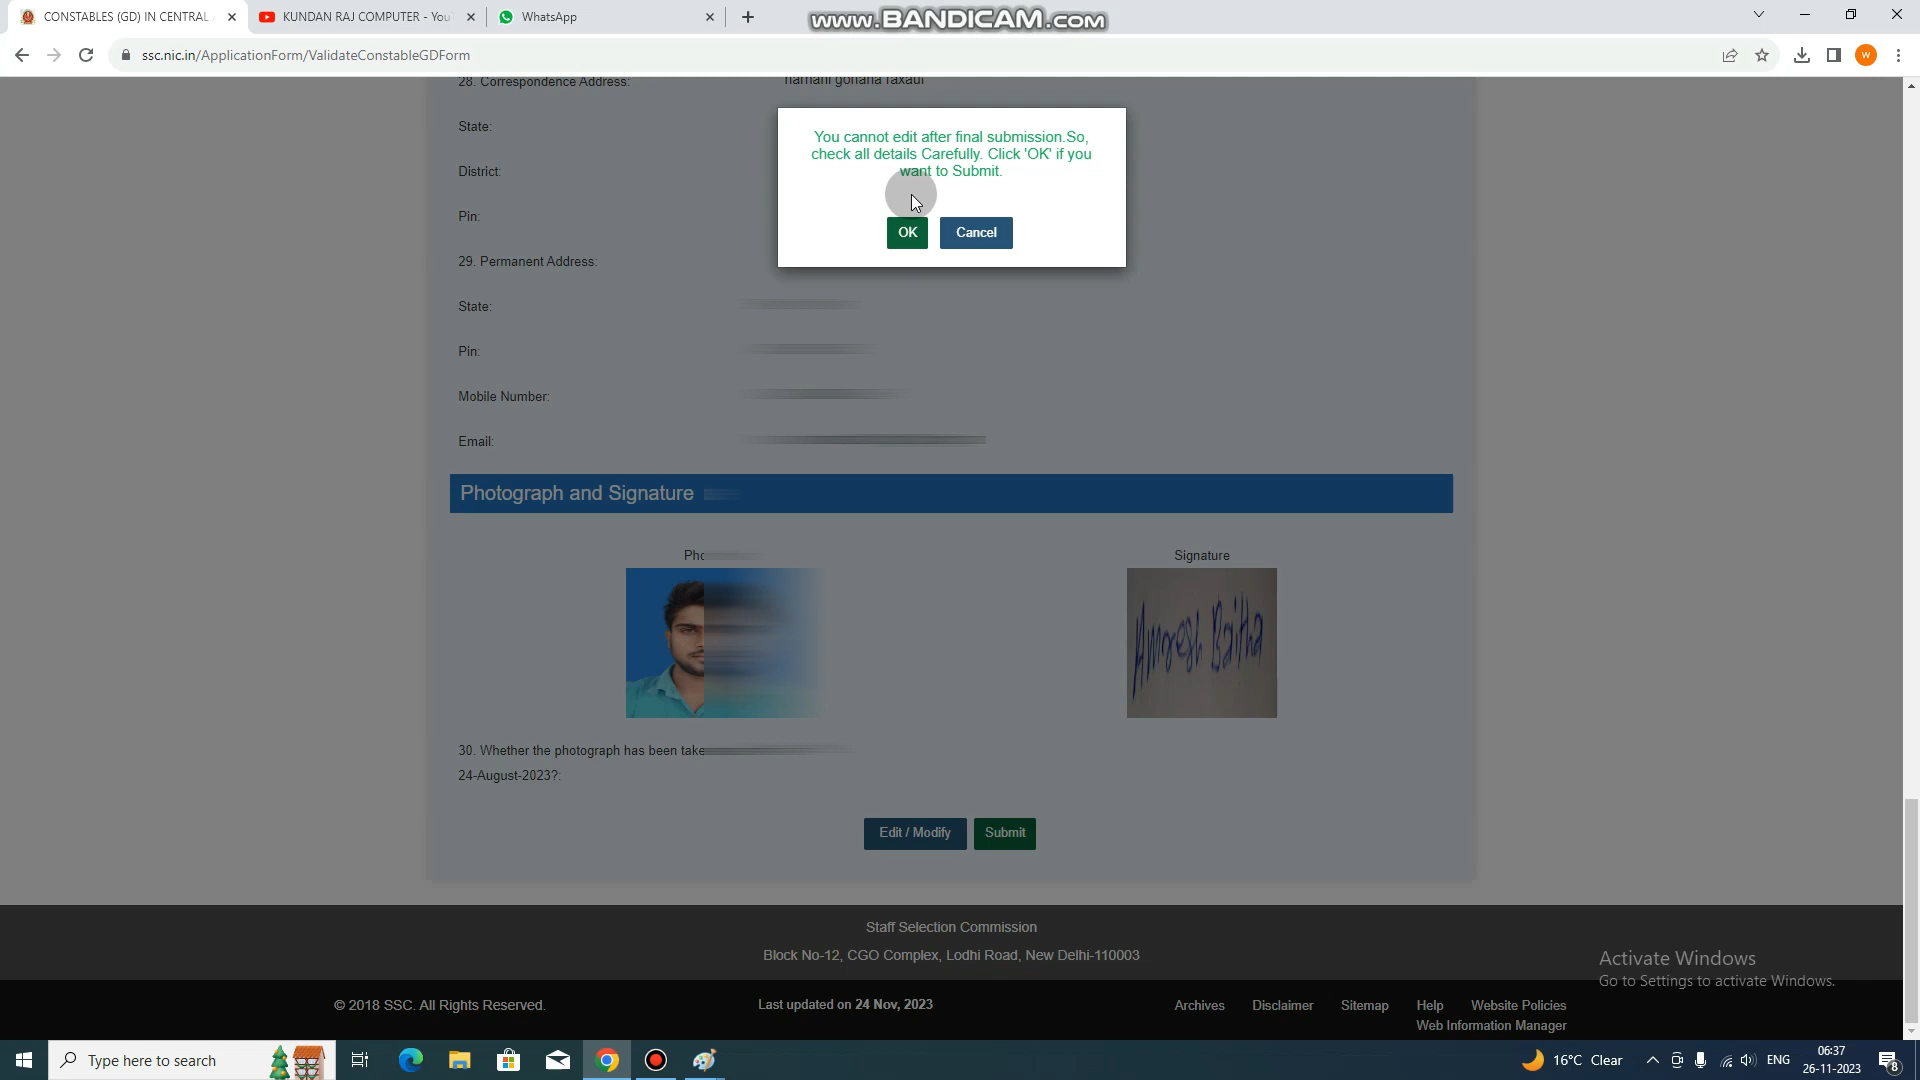 CONSTABLES (GD) IN CENTRAL
KUNDAN RAJ COMPUTER - You
WhatsApp
www.BANDICAM.com
ssc.nic.in/ApplicationForm/ValidateConstableGDForm
W
28. Correspondence Address:
State:
You cannot edit after final submission.So,
check all details Carefully. Click 'OK' if you
want to Submit.
District:
Pin:
OK
Cancel
29. Permanent Address:
State:
Pin:
Mobile Number:
Email:
Photograph and Signature
Pho
Signature
Amresh Baitha
30. Whether the photograph has been take
24-August-2023?:
Edit / Modify
Submit
Staff Selection Commission
Block No-12, CGO Complex, Lodhi Road, New Delhi-110003
Activate Windows
Go to Settings to activate Windows.
© 2018 SSC. All Rights Reserved.
Last updated on 24 Nov, 2023
Archives
Disclaimer
Sitemap
Help
Website Policies
Web Information Manager
Type here to search
16°C Clear
ENG
06:37
26-11-2023
8